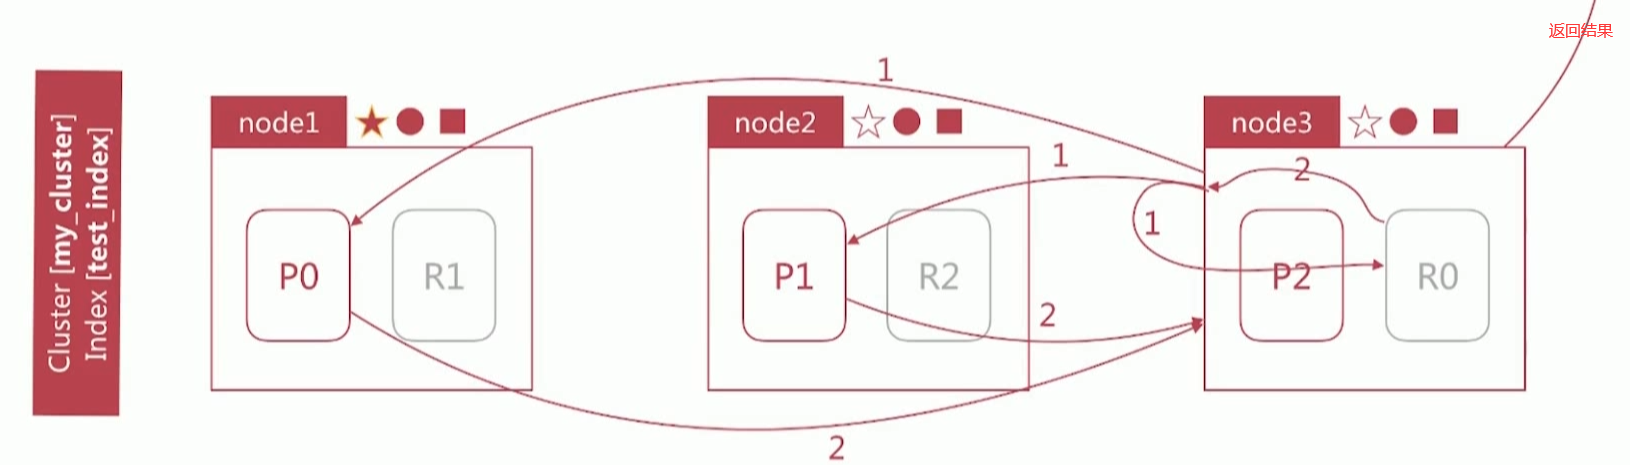 返回结果
1
node1
node2
node3
1
2
1
Cluster [my_cluster]
Index [test_index]
P0
R1
P1
R2
P2
R0
2
2